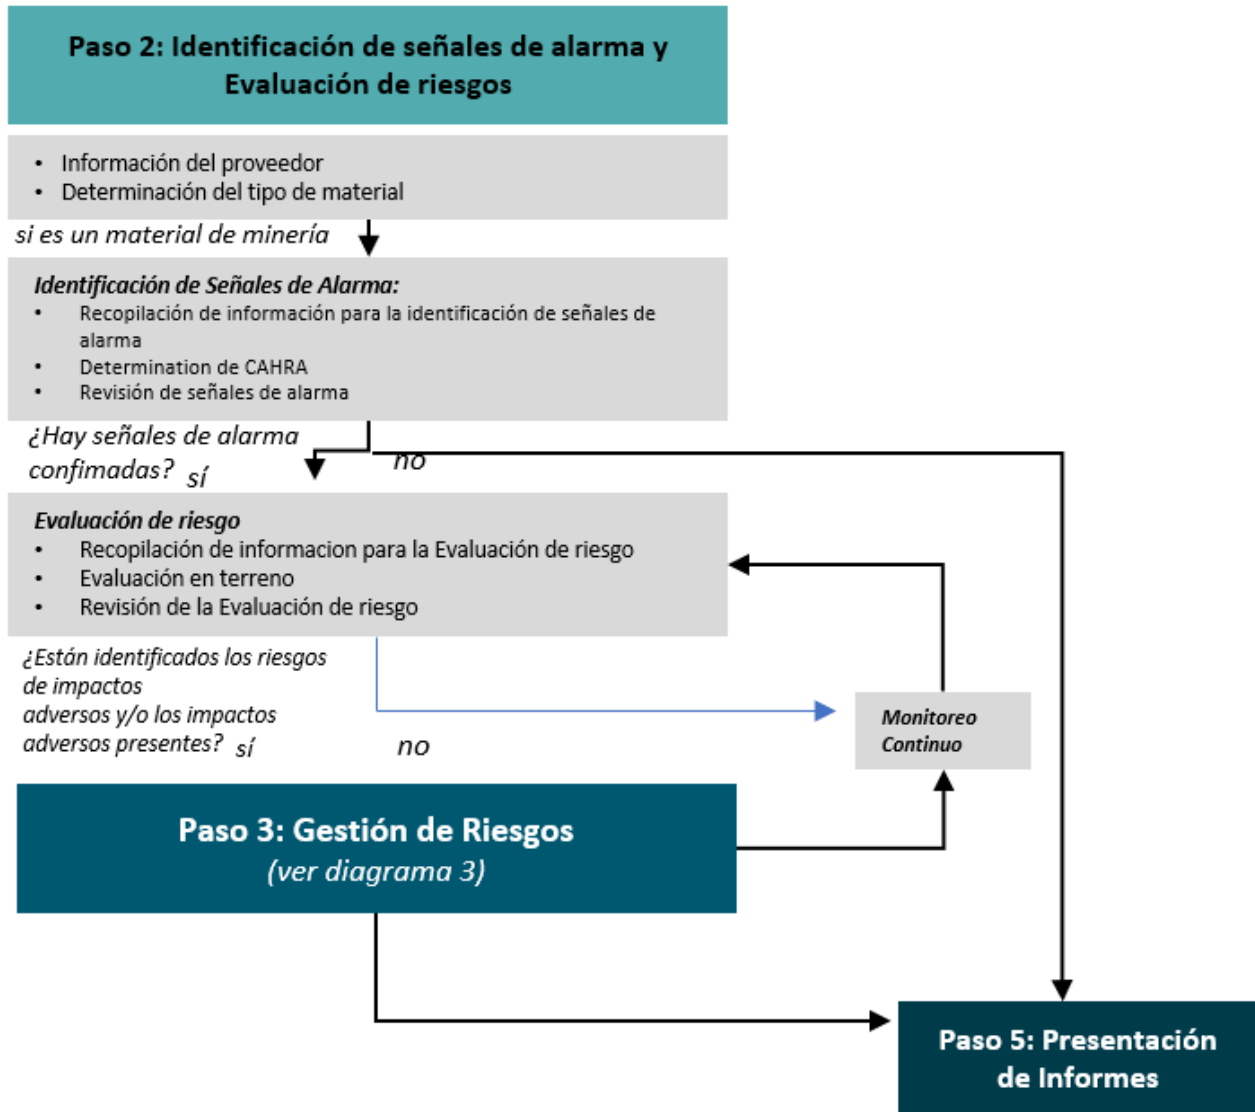 Paso 2: Identificación de señales de alarma y
Evaluación de riesgos
• Información del proveedor
• Determinación del tipo de material
si es un material de minería
Identificación de Señales de Alarma:
• Recopilación de información para la identificación de señales de
alarma
• Determination de CAHRA
• Revisión de señales de alarma
¿Hay señales de alarma
confimadas? sí
no
Evaluación de riesgo
• Recopilación de informacion para la Evaluación de riesgo
• Evaluación en terreno
• Revisión de la Evaluación de riesgo
¿Están identificados los riesgos
de impactos
adversos y/o los impactos
adversos presentes? sí
no
Monitoreo
Continuo
Paso 3: Gestión de Riesgos
(ver diagrama 3)
Paso 5: Presentación
de Informes